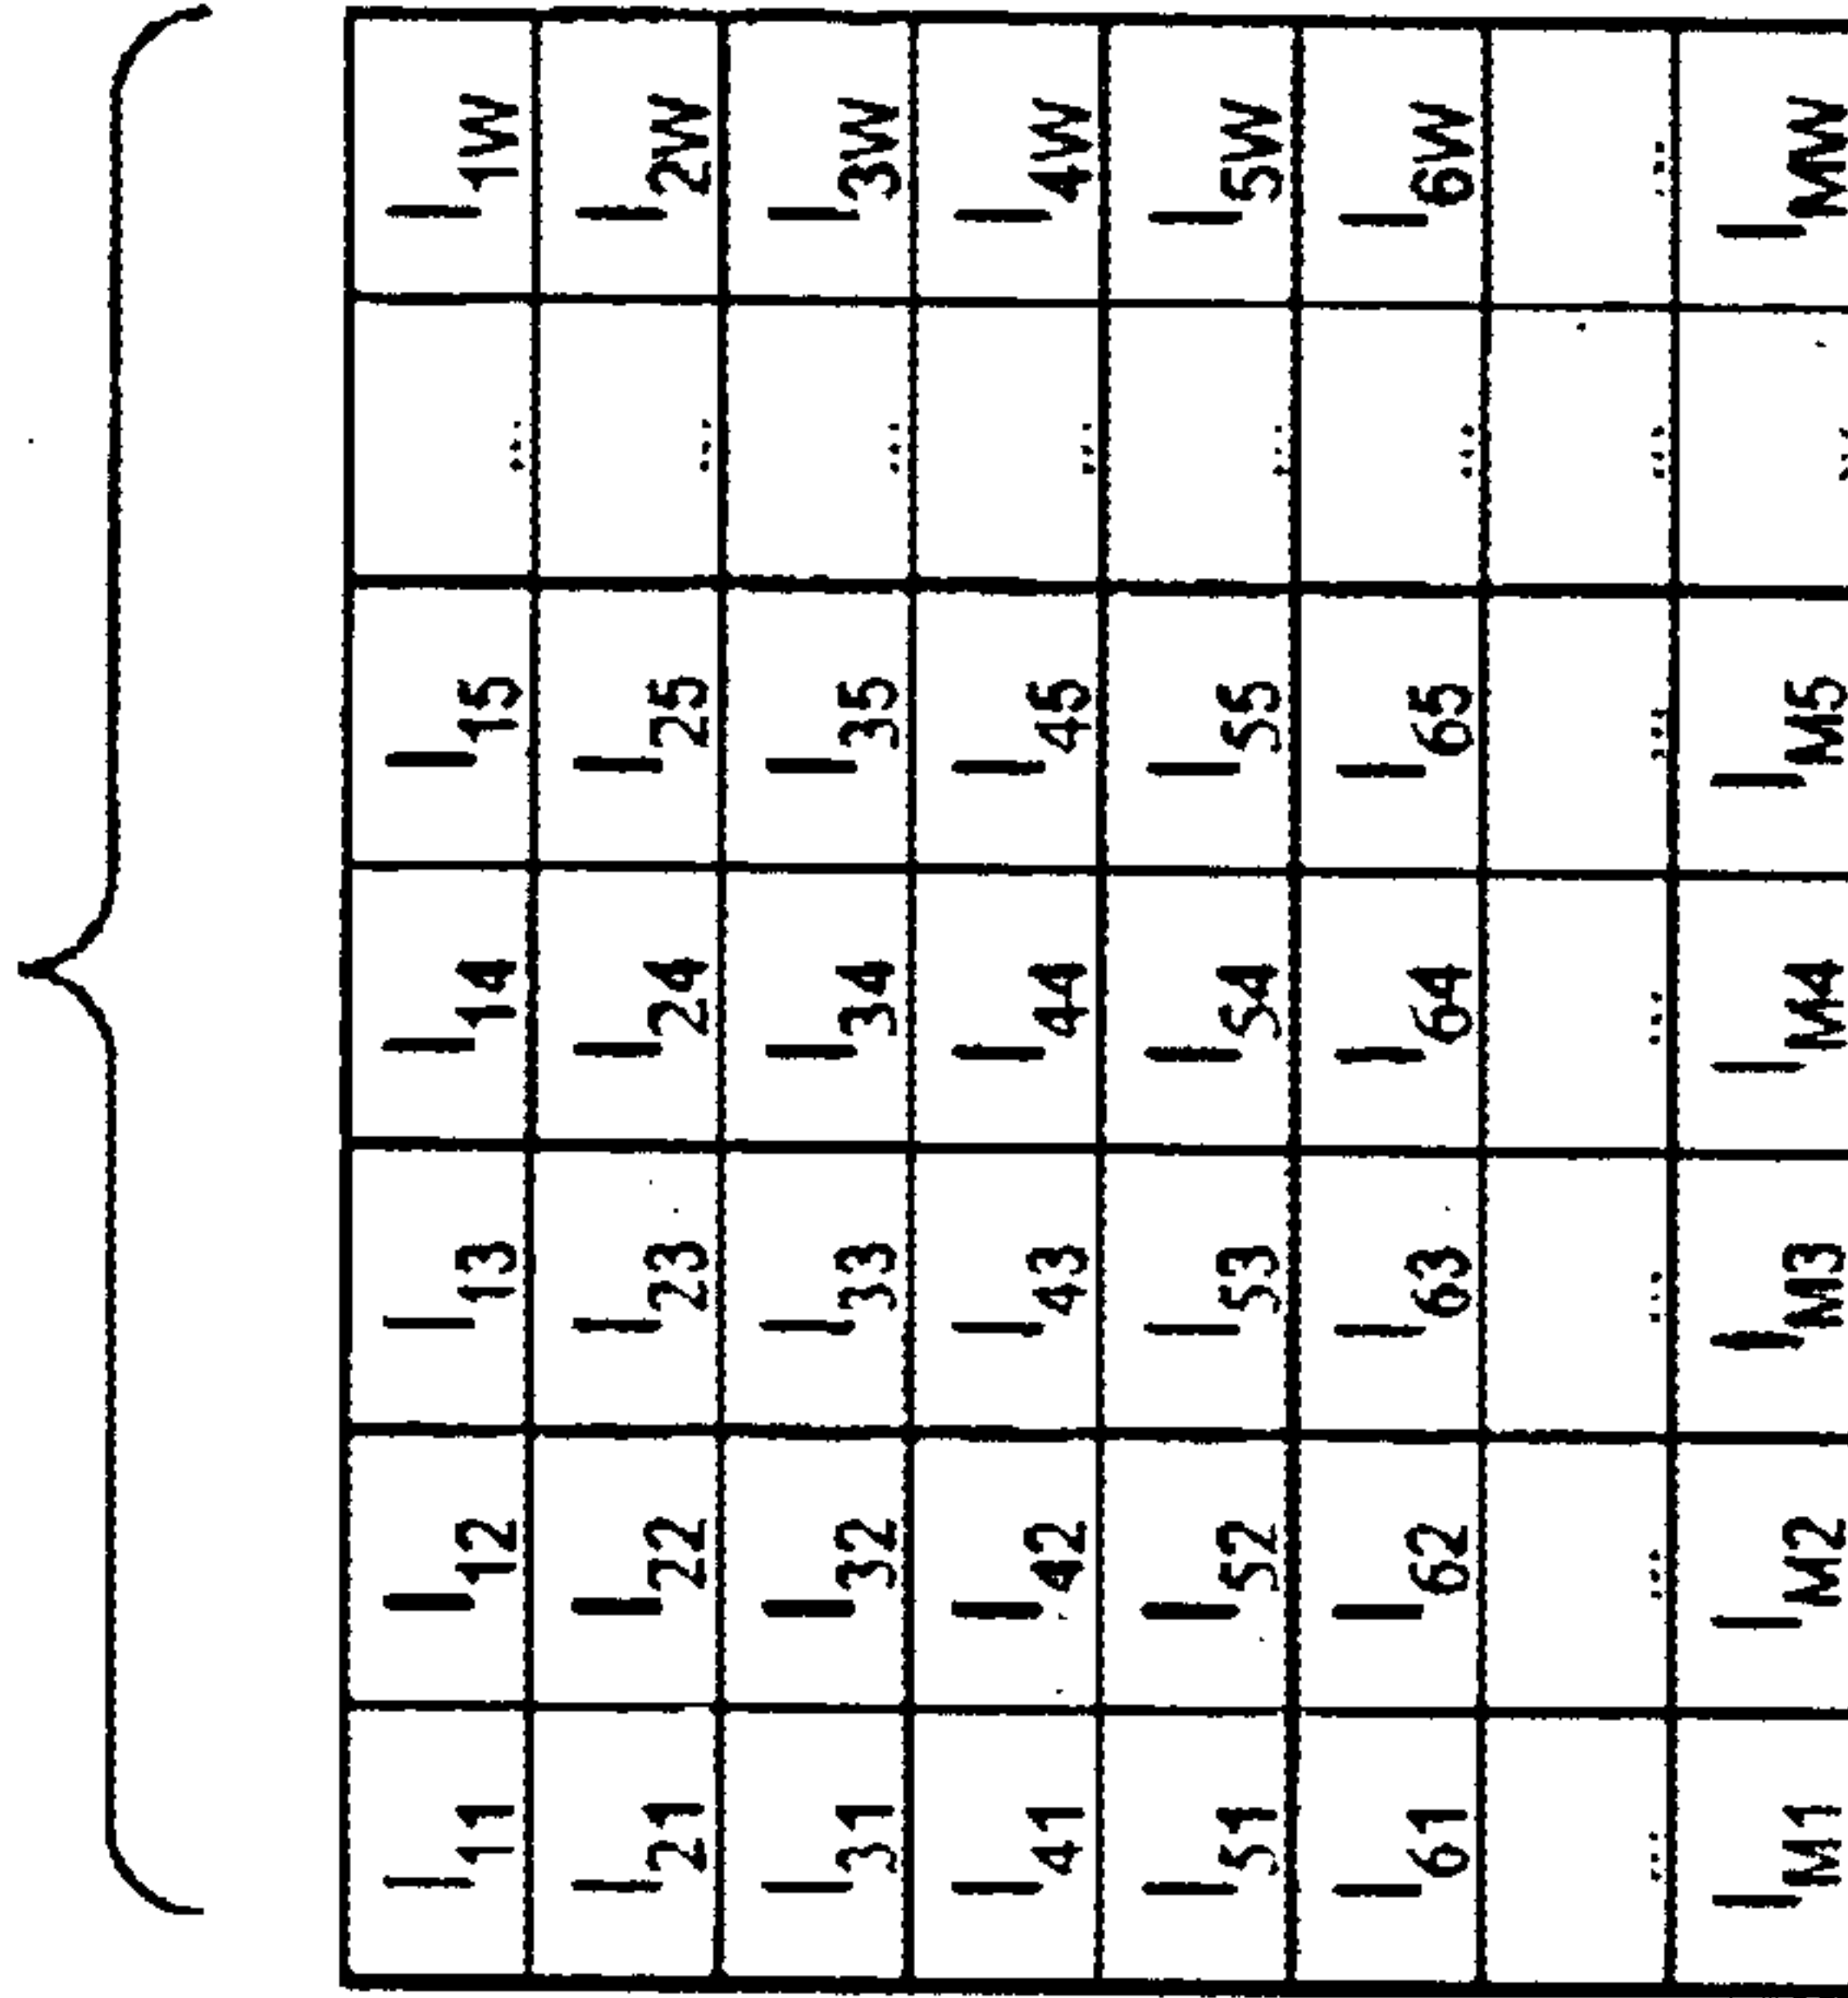 I11 I12 I13 I14 I15 ... I1W
I21 I22 I23 I24 I25 ... I2W
I31 I32 I33 I34 I35 ... I3W
I41 I42 I43 I44 I45 ... I4W
I51 I52 I53 I54 I55 ... I5W
I61 I62 I63 I64 I65 ... I6W
... ... ... ... ... ... ...
IM1 IM2 IM3 IM4 IM5 ... IMW